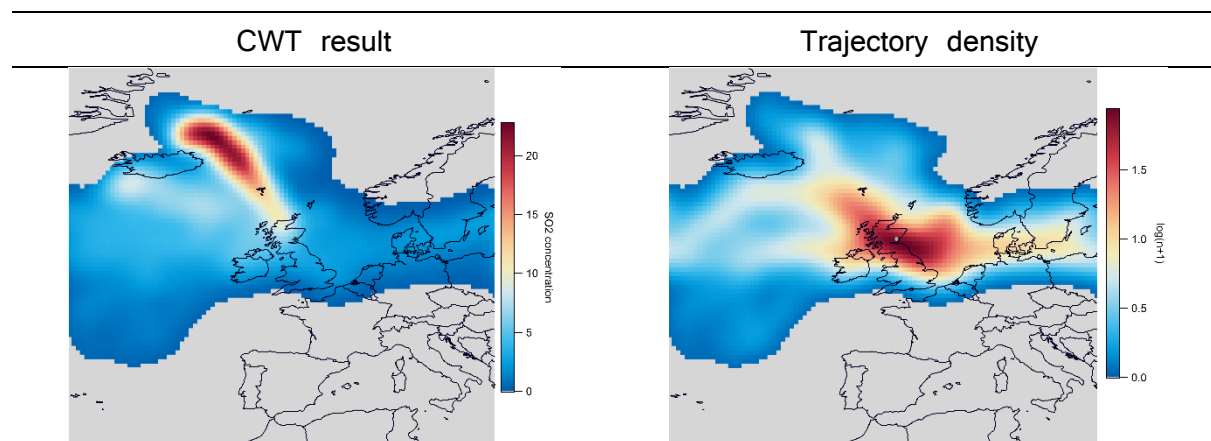 CWT result
Trajectory density
20
15
10
5
0
SO2 concentration
1.5
1.0
0.5
0.0
log(n+1)